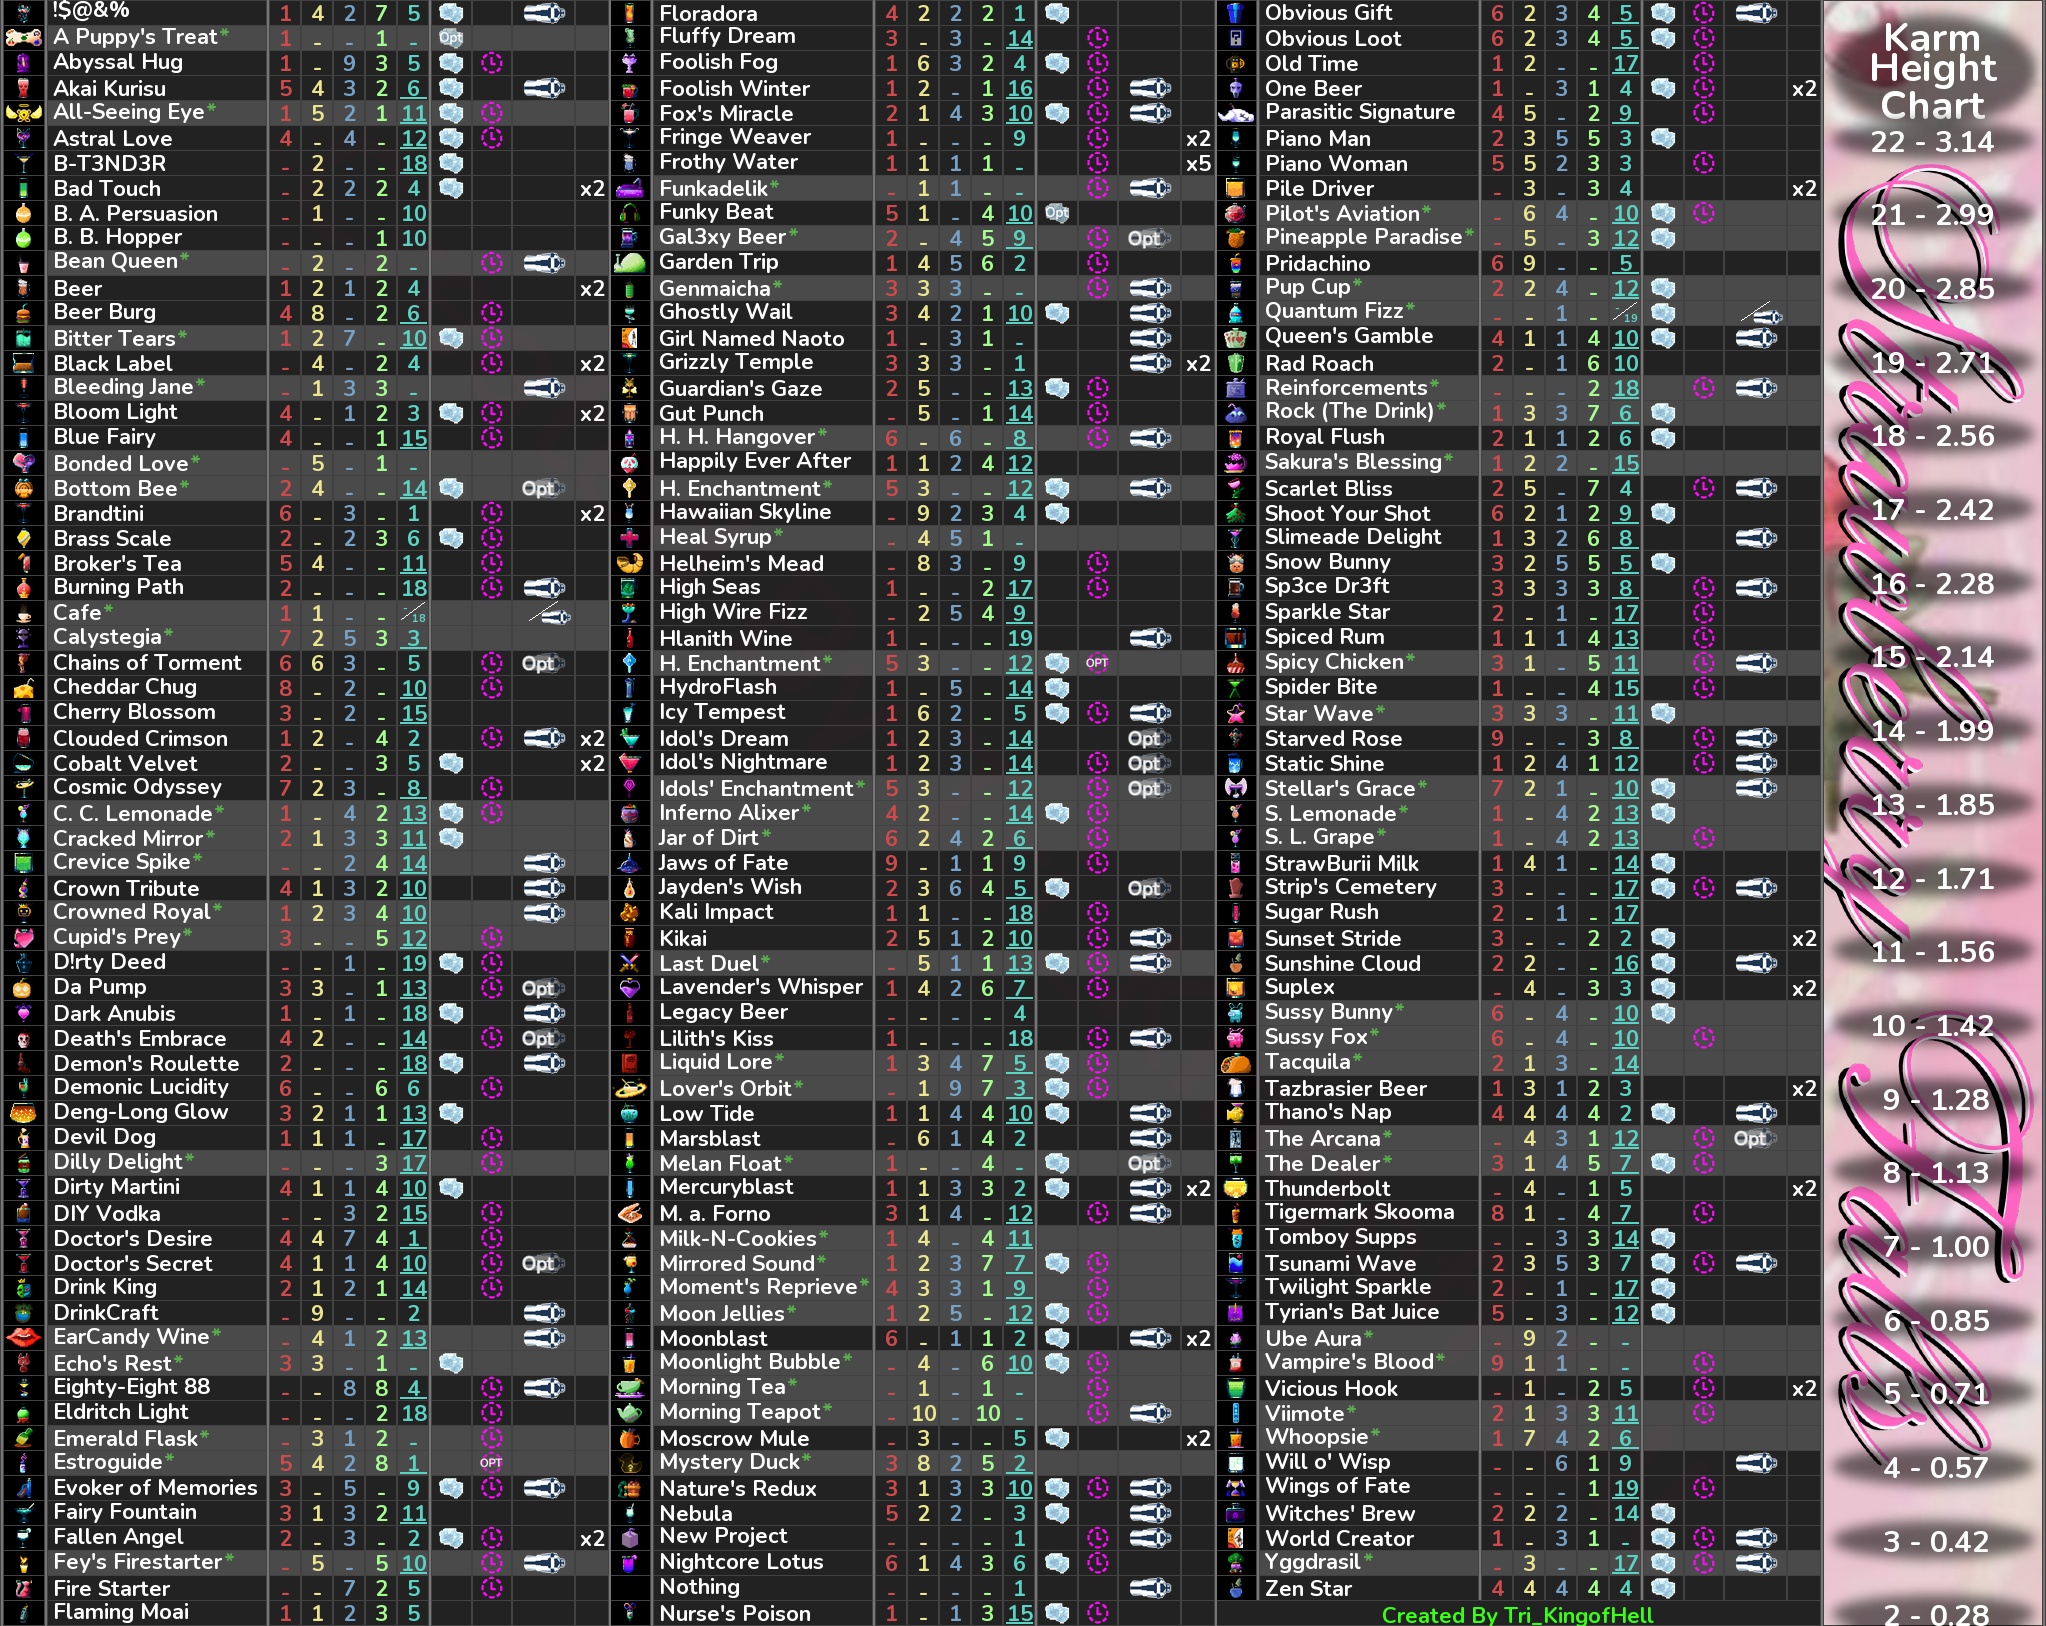 !$@&% 1 4 2 7 5
A Puppy's Treat* 1 - - 1 - Opt
Abyssal Hug 1 - 9 3 5
Akai Kurisu 5 4 3 2 6
All-Seeing Eye* 1 5 2 1 11
Astral Love 4 - 4 - 12
B-T3ND3R - 2 - - 18
Bad Touch - 2 2 2 4 x2
B. A. Persuasion - 1 - - 10
B. B. Hopper - - - 1 10
Bean Queen* - 2 - 2 -
Beer 1 2 1 2 4 x2
Beer Burg 4 8 - 2 6
Bitter Tears* 1 2 7 - 10
Black Label - 4 - 2 4 x2
Bleeding Jane* - 1 3 3 -
Bloom Light 4 - 1 2 3 x2
Blue Fairy 4 - - 1 15
Bonded Love* - 5 - 1 -
Bottom Bee* 2 4 - - 14 Opt
Brandtini 6 - 3 - 1 x2
Brass Scale 2 - 2 3 6
Broker's Tea 5 4 - - 11
Burning Path 2 - - - 18
Cafe* 1 1 - - -/18
Calystegia* 7 2 5 3 3
Chains of Torment 6 6 3 - 5 Opt
Cheddar Chug 8 - 2 - 10
Cherry Blossom 3 - 2 - 15
Clouded Crimson 1 2 - 4 2 x2
Cobalt Velvet 2 - - 3 5 x2
Cosmic Odyssey 7 2 3 - 8
C. C. Lemonade* 1 - 4 2 13
Cracked Mirror* 2 1 3 3 11
Crevice Spike* - - 2 4 14
Crown Tribute 4 1 3 2 10
Crowned Royal* 1 2 3 4 10
Cupid's Prey* 3 - - 5 12
D!rty Deed - - 1 - 19
Da Pump 3 3 - 1 13 Opt
Dark Anubis 1 - 1 - 18
Death's Embrace 4 2 - - 14 Opt
Demon's Roulette 2 - - - 18
Demonic Lucidity 6 - - 6 6
Deng-Long Glow 3 2 1 1 13
Devil Dog 1 1 1 - 17
Dilly Delight* - - - 3 17
Dirty Martini 4 1 1 4 10
DIY Vodka - - 3 2 15
Doctor's Desire 4 4 7 4 1
Doctor's Secret 4 1 1 4 10 Opt
Drink King 2 1 2 1 14
DrinkCraft - 9 - - 2
EarCandy Wine* - 4 1 2 13
Echo's Rest* 3 3 - 1 -
Eighty-Eight 88 - - 8 8 4
Eldritch Light - - - 2 18
Emerald Flask* - 3 1 2 -
Estroguide* 5 4 2 8 1 OPT
Evoker of Memories 3 - 5 - 9
Fairy Fountain 3 1 3 2 11
Fallen Angel 2 - 3 - 2 x2
Fey's Firestarter* - 5 - 5 10
Fire Starter - - 7 2 5
Flaming Moai 1 1 2 3 5
Floradora 4 2 2 2 1
Fluffy Dream 3 - 3 - 14
Foolish Fog 1 6 3 2 4
Foolish Winter 1 2 - 1 16
Fox's Miracle 2 1 4 3 10
Fringe Weaver 1 - - - 9 x2
Frothy Water 1 1 1 1 - x5
Funkadelik* - 1 1 - -
Funky Beat 5 1 - 4 10 Opt
Gal3xy Beer* 2 - 4 5 9 Opt
Garden Trip 1 4 5 6 2
Genmaicha* 3 3 3 - -
Ghostly Wail 3 4 2 1 10
Girl Named Naoto 1 - 3 1 -
Grizzly Temple 3 3 3 - 1 x2
Guardian's Gaze 2 5 - - 13
Gut Punch - 5 - 1 14
H. H. Hangover* 6 - 6 - 8
Happily Ever After 1 1 2 4 12
H. Enchantment* 5 3 - - 12
Hawaiian Skyline - 9 2 3 4
Heal Syrup* - 4 5 1 -
Helheim's Mead - 8 3 - 9
High Seas 1 - - 2 17
High Wire Fizz - 2 5 4 9
Hlanith Wine 1 - - - 19
H. Enchantment* 5 3 - - 12 OPT
HydroFlash 1 - 5 - 14
Icy Tempest 1 6 2 - 5
Idol's Dream 1 2 3 - 14 Opt
Idol's Nightmare 1 2 3 - 14 Opt
Idols' Enchantment* 5 3 - - 12 Opt
Inferno Alixer* 4 2 - - 14
Jar of Dirt* 6 2 4 2 6
Jaws of Fate 9 - 1 1 9
Jayden's Wish 2 3 6 4 5 Opt
Kali Impact 1 1 - - 18
Kikai 2 5 1 2 10
Last Duel* - 5 1 1 13
Lavender's Whisper 1 4 2 6 7
Legacy Beer - - - - 4
Lilith's Kiss 1 - - - 18
Liquid Lore* 1 3 4 7 5
Lover's Orbit* - 1 9 7 3
Low Tide 1 1 4 4 10
Marsblast - 6 1 4 2
Melan Float* 1 - - 4 - Opt
Mercuryblast 1 1 3 3 2 x2
M. a. Forno 3 1 4 - 12
Milk-N-Cookies* 1 4 - 4 11
Mirrored Sound* 1 2 3 7 7
Moment's Reprieve* 4 3 3 1 9
Moon Jellies* 1 2 5 - 12
Moonblast 6 - 1 1 2 x2
Moonlight Bubble* - 4 - 6 10
Morning Tea* - 1 - 1 -
Morning Teapot* - 10 - 10 -
Moscrow Mule - 3 - - 5 x2
Mystery Duck* 3 8 2 5 2
Nature's Redux 3 1 3 3 10
Nebula 5 2 2 - 3
New Project - - - - 1
Nightcore Lotus 6 1 4 3 6
Nothing - - - - 1
Nurse's Poison 1 - 1 3 15
Obvious Gift 6 2 3 4 5
Obvious Loot 6 2 3 4 5
Old Time 1 2 - - 17
One Beer 1 - 3 1 4 x2
Parasitic Signature 4 5 - 2 9
Piano Man 2 3 5 5 3
Piano Woman 5 5 2 3 3
Pile Driver - 3 - 3 4 x2
Pilot's Aviation* - 6 4 - 10
Pineapple Paradise* - 5 - 3 12
Pridachino 6 9 - - 5
Pup Cup* 2 2 4 - 12
Quantum Fizz* - - 1 - -/19
Queen's Gamble 4 1 1 4 10
Rad Roach 2 - 1 6 10
Reinforcements* - - - 2 18
Rock (The Drink)* 1 3 3 7 6
Royal Flush 2 1 1 2 6
Sakura's Blessing* 1 2 2 - 15
Scarlet Bliss 2 5 - 7 4
Shoot Your Shot 6 2 1 2 9
Slimeade Delight 1 3 2 6 8
Snow Bunny 3 2 5 5 5
Sp3ce Dr3ft 3 3 3 3 8
Sparkle Star 2 - 1 - 17
Spiced Rum 1 1 1 4 13
Spicy Chicken* 3 1 - 5 11
Spider Bite 1 - - 4 15
Star Wave* 3 3 3 - 11
Starved Rose 9 - - 3 8
Static Shine 1 2 4 1 12
Stellar's Grace* 7 2 1 - 10
S. Lemonade* 1 - 4 2 13
S. L. Grape* 1 - 4 2 13
StrawBurii Milk 1 4 1 - 14
Strip's Cemetery 3 - - - 17
Sugar Rush 2 - 1 - 17
Sunset Stride 3 - - 2 2 x2
Sunshine Cloud 2 2 - - 16
Suplex - 4 - 3 3 x2
Sussy Bunny* 6 - 4 - 10
Sussy Fox* 6 - 4 - 10
Tacquila* 2 1 3 - 14
Tazbrasier Beer 1 3 1 2 3 x2
Thano's Nap 4 4 4 4 2
The Arcana* - 4 3 1 12 Opt
The Dealer* 3 1 4 5 7
Thunderbolt - 4 - 1 5 x2
Tigermark Skooma 8 1 - 4 7
Tomboy Supps - - 3 3 14
Tsunami Wave 2 3 5 3 7
Twilight Sparkle 2 - 1 - 17
Tyrian's Bat Juice 5 - 3 - 12
Ube Aura* - 9 2 - -
Vampire's Blood* 9 1 1 - -
Vicious Hook - 1 - 2 5 x2
Viimote* 2 1 3 3 11
Whoopsie* 1 7 4 2 6
Will o' Wisp - - 6 1 9
Wings of Fate - - - 1 19
Witches' Brew 2 2 2 - 14
World Creator 1 - 3 1 -
Yggdrasil* - 3 - - 17
Zen Star 4 4 4 4 4
Created By Tri_KingofHell
Karm
Height
Chart
22 - 3.14
21 - 2.99
20 - 2.85
19 - 2.71
18 - 2.56
17 - 2.42
16 - 2.28
15 - 2.14
14 - 1.99
13 - 1.85
12 - 1.71
11 - 1.56
10 - 1.42
9 - 1.28
8 - 1.13
7 - 1.00
6 - 0.85
5 - 0.71
4 - 0.57
3 - 0.42
2 - 0.28